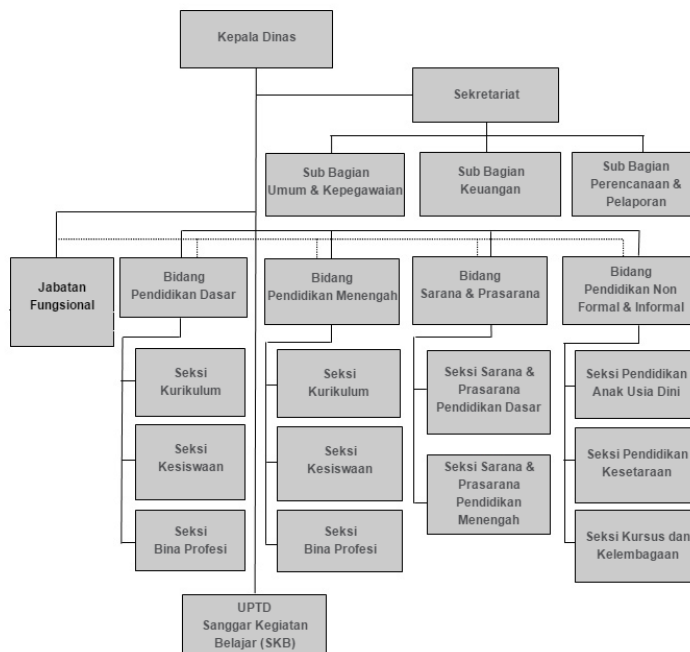 Kepala Dinas
Sekretariat
Sub Bagian
Umum & Kepegawaian
Sub Bagian
Keuangan
Sub Bagian
Perencanaan &
Pelaporan
Jabatan
Fungsional
Bidang
Pendidikan Dasar
Bidang
Pendidikan Menengah
Bidang
Sarana & Prasarana
Bidang
Pendidikan Non
Formal & Informal
Seksi
Kurikulum
Seksi
Kesiswaan
Seksi
Bina Profesi
Seksi
Kurikulum
Seksi
Kesiswaan
Seksi
Bina Profesi
Seksi Sarana &
Prasarana
Pendidikan Dasar
Seksi Sarana &
Prasarana
Pendidikan
Menengah
Seksi Pendidikan
Anak Usia Dini
Seksi Pendidikan
Kesetaraan
Seksi Kursus dan
Kelembagaan
UPTD
Sanggar Kegiatan
Belajar (SKB)